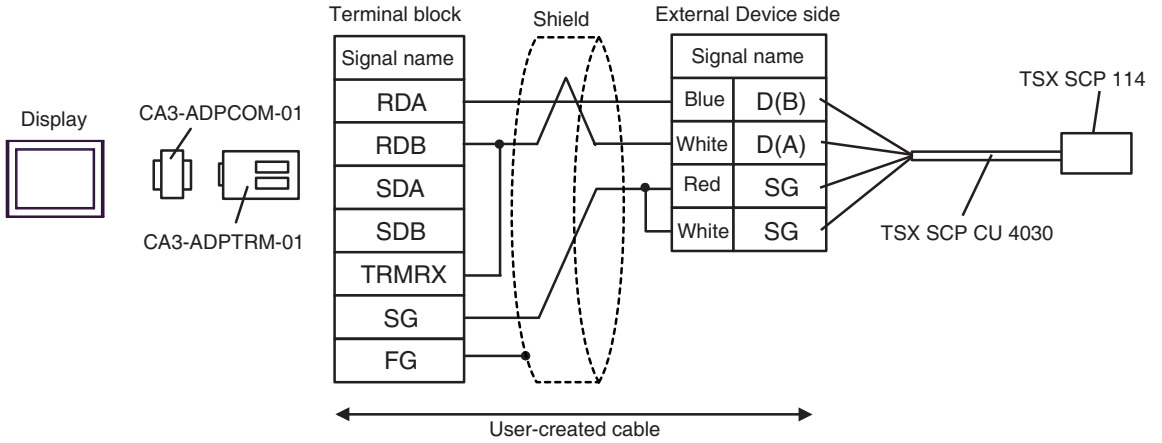 Terminal block
Shield
External Device side
Signal name
Signal name
TSX SCP 114
Display
CA3-ADPCOM-01
RDA
Blue D(B)
RDB
White D(A)
SDA
Red SG
CA3-ADPTRM-01
SDB
White SG
TSX SCP CU 4030
TRMRX
SG
FG
User-created cable